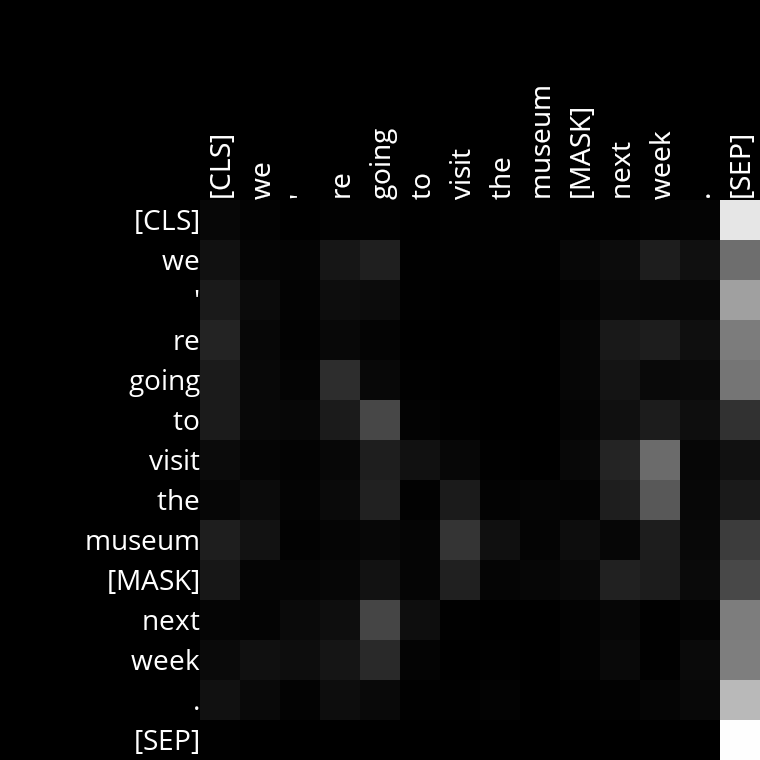 [CLS] we ' re going to visit the museum [MASK] next week . [SEP]
[CLS]
we
'
re
going
to
visit
the
museum
[MASK]
next
week
.
[SEP]